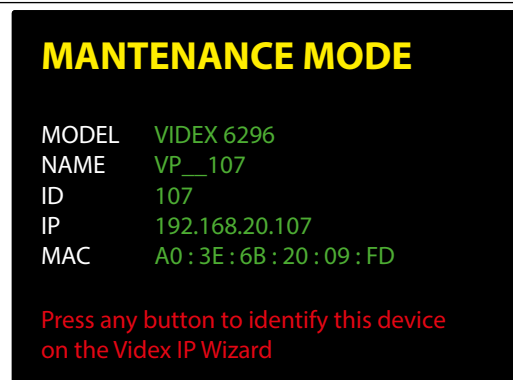 MANTENANCE MODE
MODEL VIDEX 6296
NAME VP__107
ID 107
IP 192.168.20.107
MAC A0 : 3E : 6B : 20 : 09 : FD
Press any button to identify this device
on the Videx IP Wizard